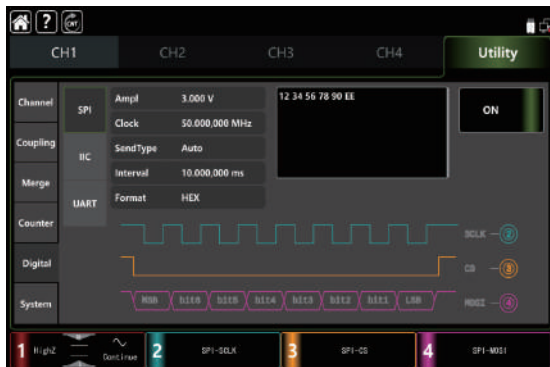 ? CNT
CH1 CH2 CH3 CH4 Utility
Channel
Coupling
Merge
Counter
Digital
System
SPI
IIC
UART
Ampl 3.000 V
Clock 50.000,000 MHz
SendType Auto
Interval 10.000,000 ms
Format HEX
12 34 56 78 90 EE
ON
SCLK 2
CS 3
MSB bit6 bit5 bit4 bit3 bit2 bit1 LSB MOSI 4
1 HighZ Continue 2 SPI-SCLK 3 SPI-CS 4 SPI-MOSI